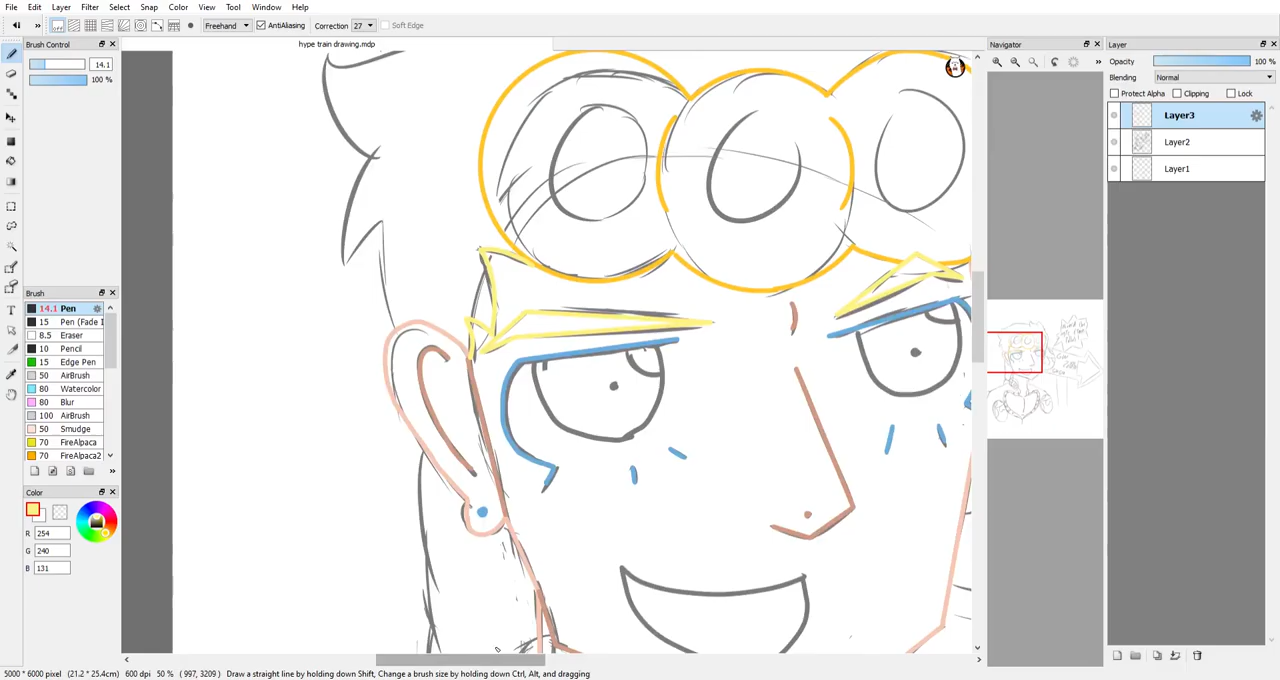 File Edit Layer Filter Select Snap Color View Tool Window Help
Freehand AntiAliasing Correction 27 Soft Edge
hype train drawing.mdp
Brush Control
14.1
100 %
Brush
14.1 Pen
15 Pen (Fade I
8.5 Eraser
10 Pencil
15 Edge Pen
50 AirBrush
80 Watercolor
80 Blur
100 AirBrush
50 Smudge
70 FireAlpaca
70 FireAlpaca2
Color
R 254
G 240
B 131
Navigator
Layer
Opacity 100 %
Blending Normal
Protect Alpha Clipping Lock
Layer3
Layer2
Layer1
5000 * 6000 pixel (21.2 * 25.4cm) 600 dpi 50 % ( 997, 3209 ) Draw a straight line by holding down Shift, Change a brush size by holding down Ctrl, Alt, and dragging